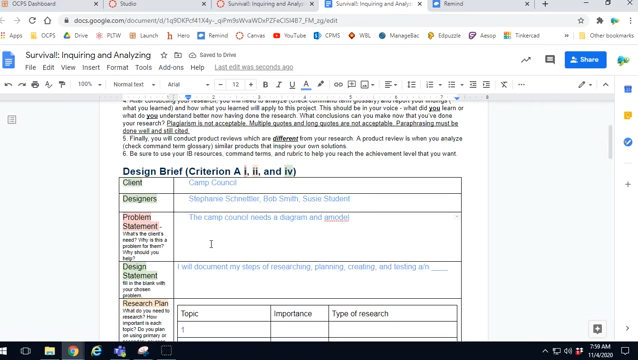 OCPS Dashboard
Studio
Survival!: Inquiring and Analyzing
Survival!: Inquiring and Analyzing
Remind
docs.google.com/document/d/1q9DKPcf41X4y-_qiPm9sWvaWDxPZFeClSI4B7_FM_zg/edit
Apps
OCPS
PLTW
Launch
Hero
Canvas
YouTube
CPMS
WBL
MaogBecs
Edpuzzle
Aesop
Tinkercad
Other bookmarks
Survival!: Inquiring and Analyzing
Saved to Drive
File Edit View Insert Format Tools Add-ons Help
Last edit was seconds ago
Share
100%
Normal text
Arial
12
what you learned) and how what you learned will apply to this project. This should be in your voice - what did you learn or
what do you understand better now having done the research. What conclusions can you make now that you've done
your research? Plagiarism is not acceptable. Multiple quotes and long quotes are not acceptable. Paraphrasing must be
done well and still cited.
5. Finally, you will conduct product reviews which are different from your research. A product review is when you analyze
(check command term glossary) similar products that inspire your own solutions.
6. Be sure to use your IB resources, command terms, and rubric to help you reach the achievement level that you want.
Design Brief (Criterion A i, ii, and iv)
Client
Camp Council
Designers
Stephanie Schnettler, Bob Smith, Susie Student
Problem
Statement -
What's the client's
need? Why is this a
problem for them?
Why should you
help?
The camp council needs a diagram and amodel
Design
Statement
fill in the blank with
your chosen
problem.
I will document my steps of researching, planning, creating, and testing a/n ____
Research Plan
What do you need to
research? How
important is each
topic? Do you plan
on using primary or
Topic
Importance
Type of research
1
7:59 AM
11/4/2020